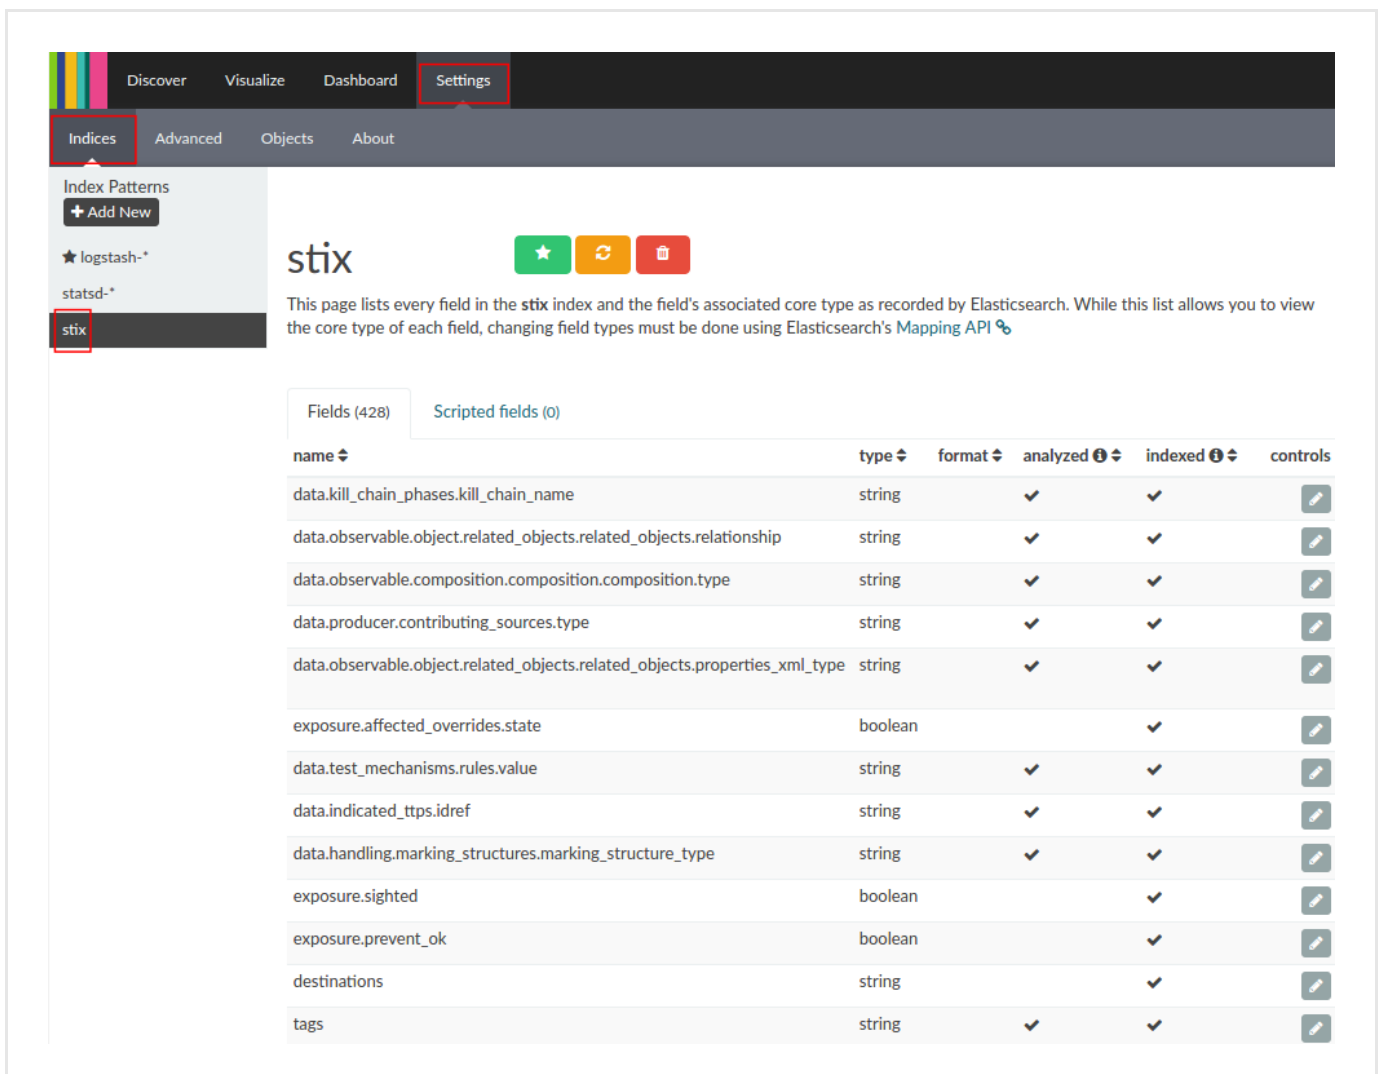 Discover Visualize Dashboard Settings
Indices Advanced Objects About
Index Patterns
Add New
logstash-*
statsd-*
stix
stix
This page lists every field in the stix index and the field's associated core type as recorded by Elasticsearch. While this list allows you to view
the core type of each field, changing field types must be done using Elasticsearch's Mapping API
Fields (428) Scripted fields (0)
name type format analyzed indexed controls
data.kill_chain_phases.kill_chain_name string
data.observable.object.related_objects.related_objects.relationship string
data.observable.composition.composition.composition.type string
data.producer.contributing_sources.type string
data.observable.object.related_objects.related_objects.properties_xml_type string
exposure.affected_overrides.state boolean
data.test_mechanisms.rules.value string
data.indicated_ttps.idref string
data.handling.marking_structures.marking_structure_type string
exposure.sighted boolean
exposure.prevent_ok boolean
destinations string
tags string